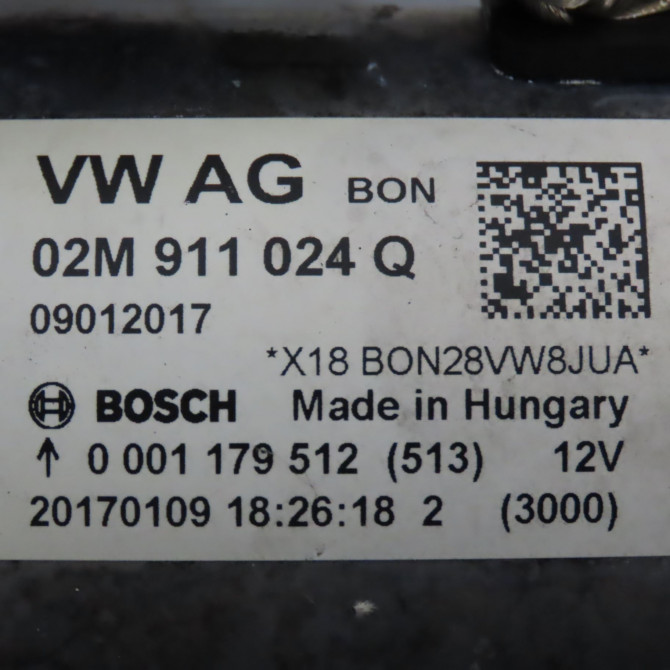 VW AG BON
02M 911 024 Q
09012017
*X18 BON28VW8JUA*
BOSCH Made in Hungary
↑ 0 001 179 512 (513) 12V
20170109 18:26:18 2 (3000)